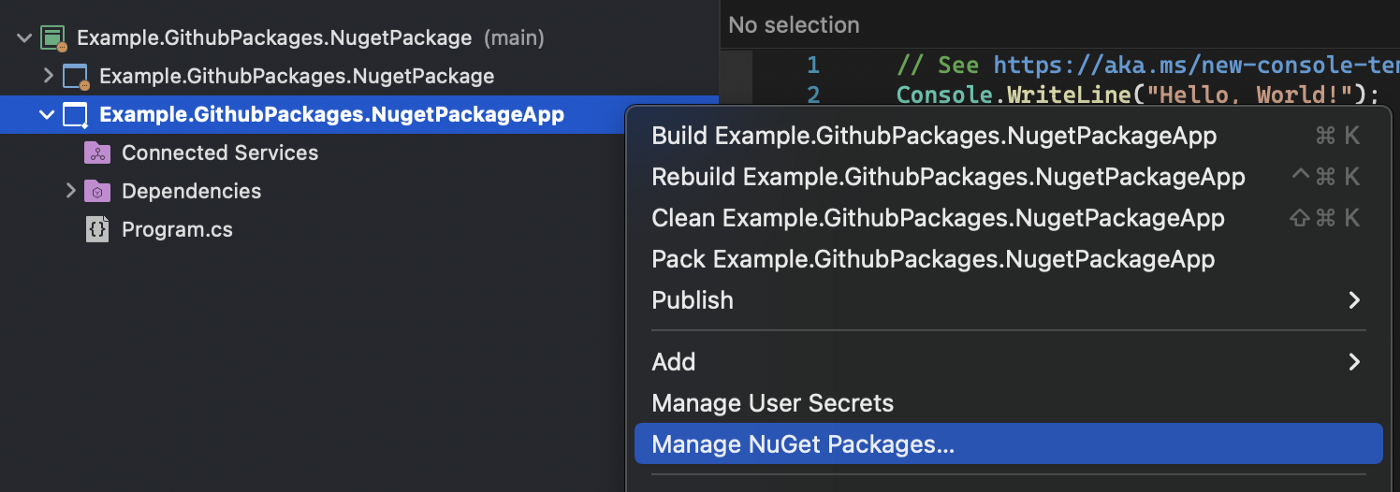 Example.GithubPackages.NugetPackage (main)
Example.GithubPackages.NugetPackage
Example.GithubPackages.NugetPackageApp
Connected Services
Dependencies
Program.cs
No selection
1 // See https://aka.ms/new-console-tem
2 Console.WriteLine("Hello, World!");
Build Example.GithubPackages.NugetPackageApp ⌘ K
Rebuild Example.GithubPackages.NugetPackageApp ^ ⌘ K
Clean Example.GithubPackages.NugetPackageApp ⇧ ⌘ K
Pack Example.GithubPackages.NugetPackageApp
Publish
Add
Manage User Secrets
Manage NuGet Packages...